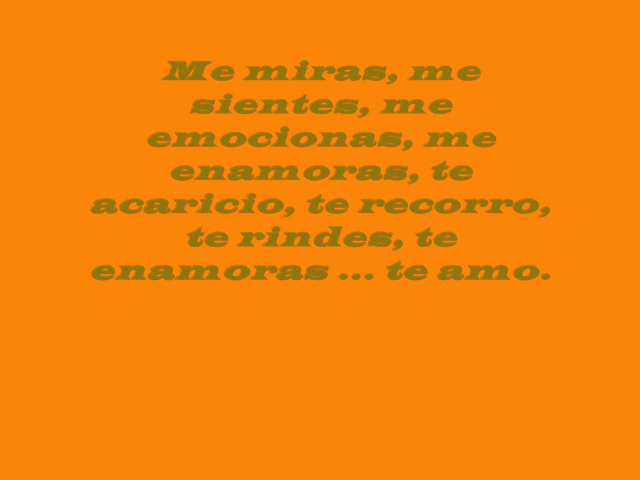 Me miras, me
sientes, me
emocionas, me
enamoras, te
acaricio, te recorro,
te rindes, te
enamoras ... te amo.